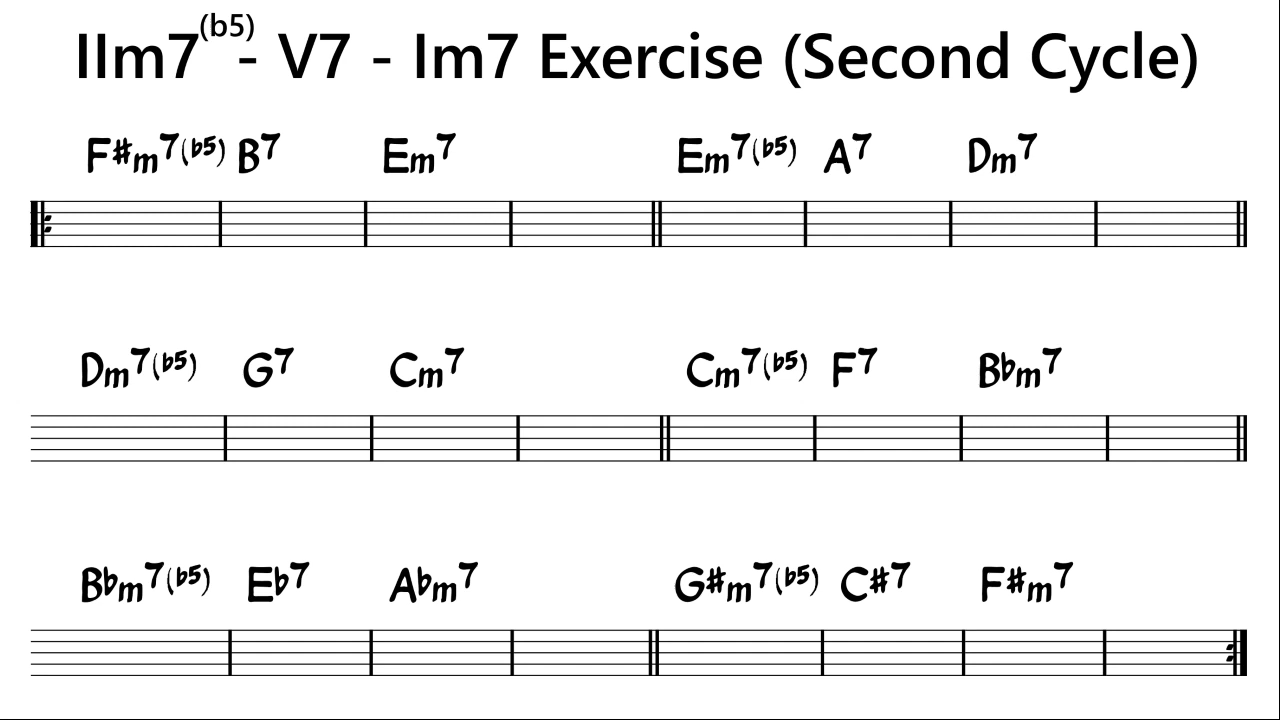 IIm7(b5) - V7 - Im7 Exercise (Second Cycle)
F#m7(b5) B7 Em7 Em7(b5) A7 Dm7
Dm7(b5) G7 Cm7 Cm7(b5) F7 Bbm7
Bbm7(b5) Eb7 Abm7 G#m7(b5) C#7 F#m7